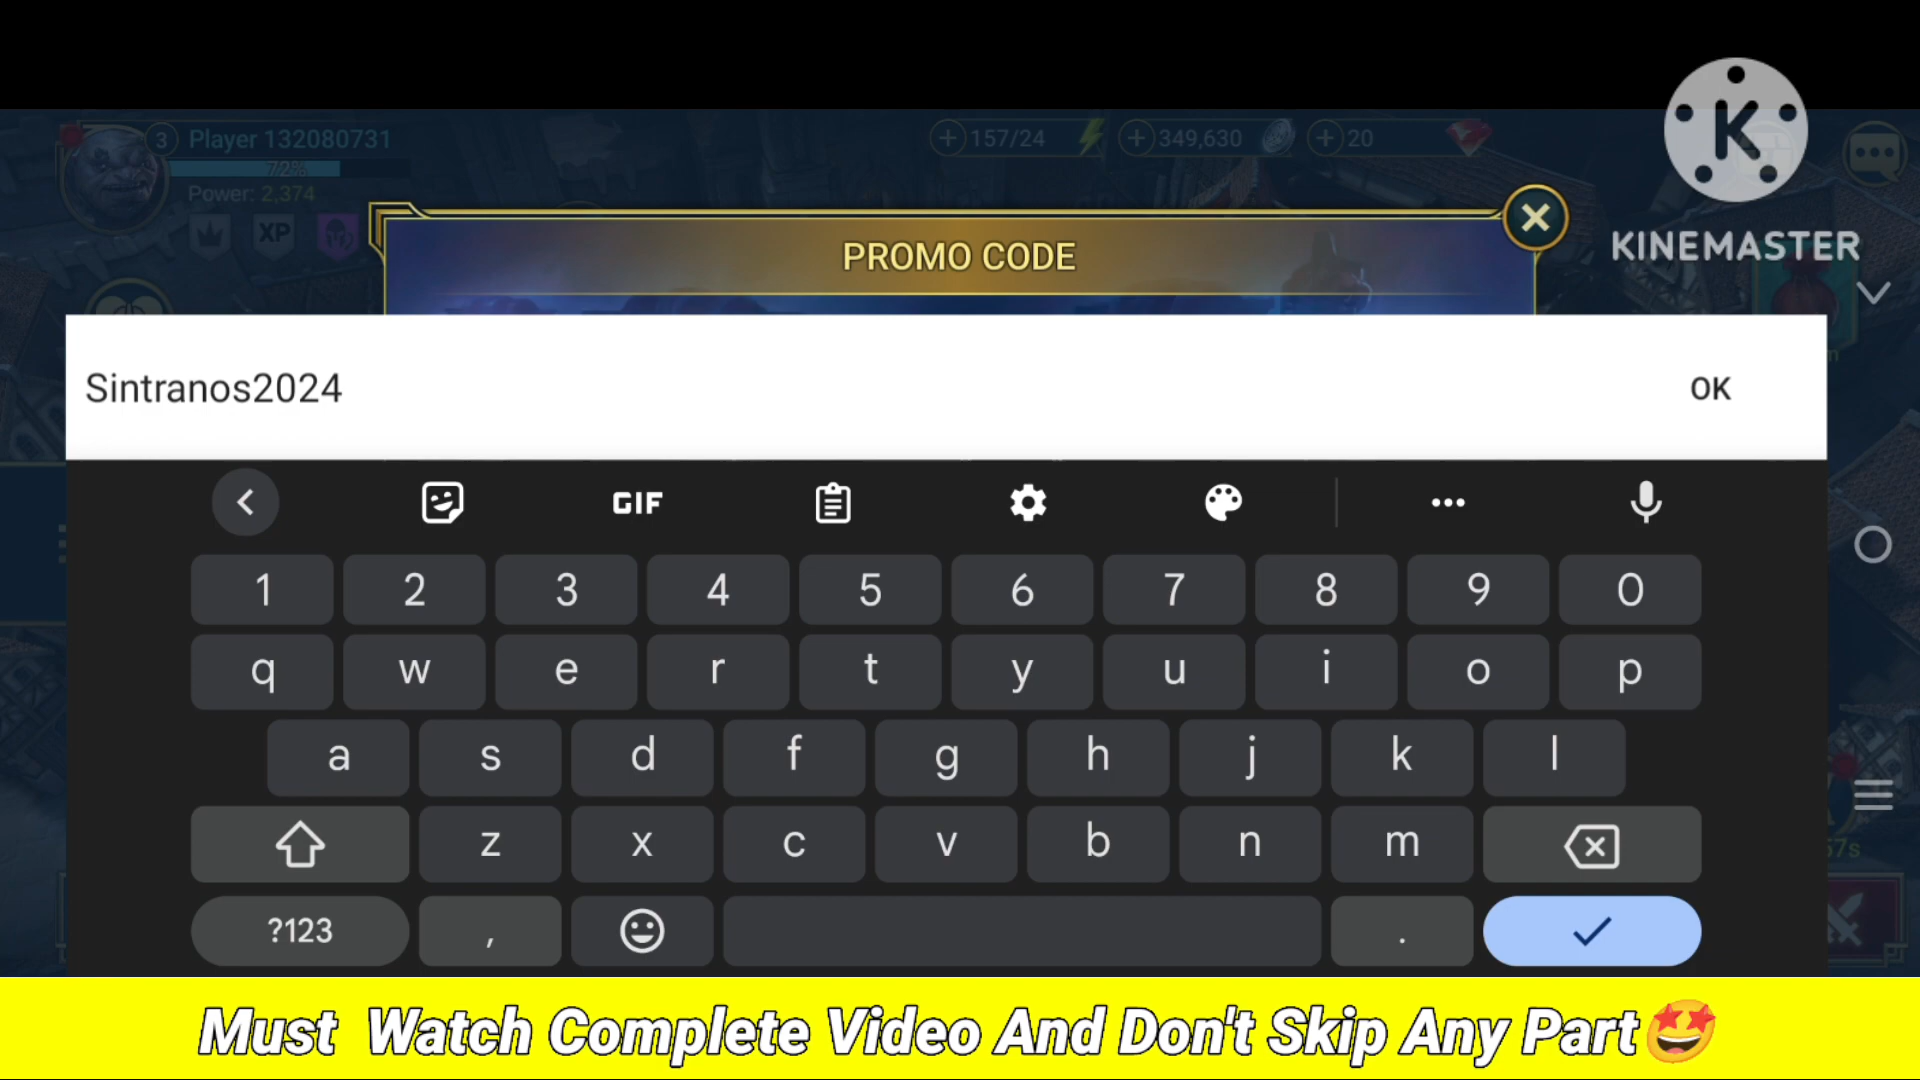 3 Player 132080731
157/24
349,630
20
72%
Power: 2,374
XP
K
KINEMASTER
PROMO CODE
Sintranos2024
OK
GIF
1 2 3 4 5 6 7 8 9 0
q w e r t y u i o p
a s d f g h j k l
z x c v b n m
57s
?123 , .
Must Watch Complete Video And Don't Skip Any Part